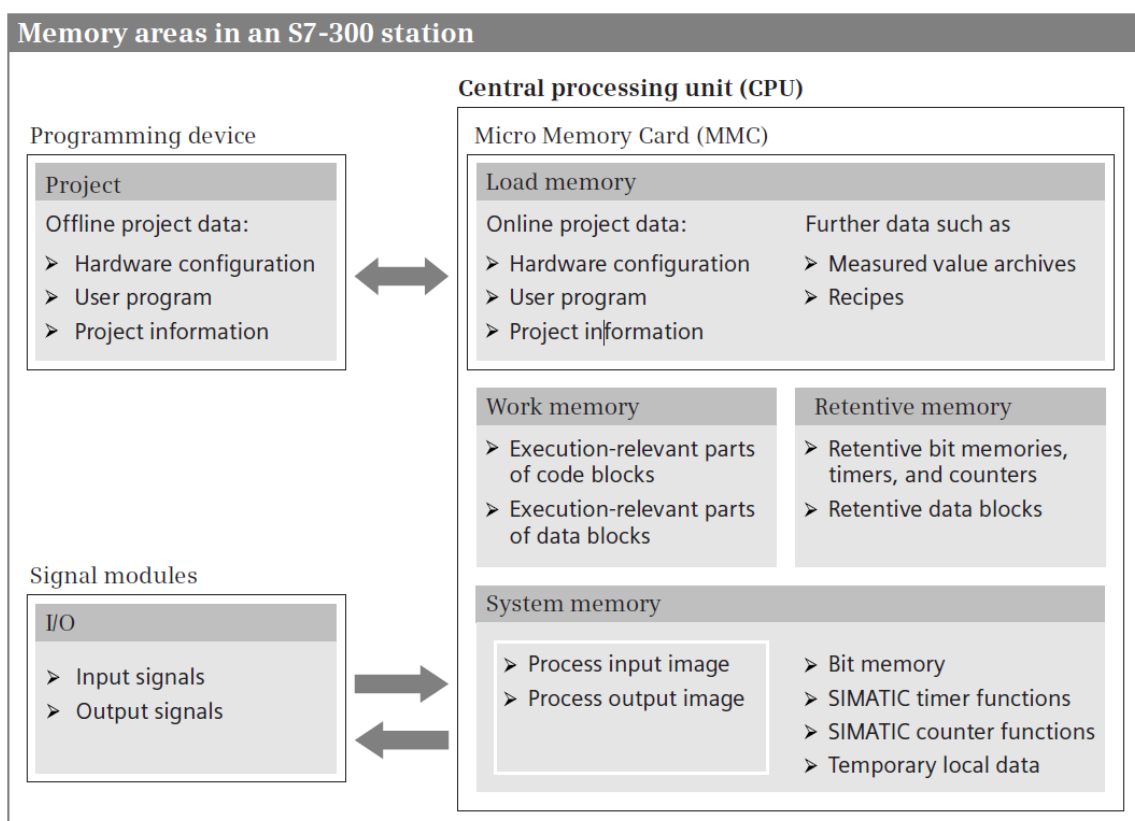 Memory areas in an S7-300 station
Central processing unit (CPU)
Programming device
Project
Offline project data:
➢ Hardware configuration
➢ User program
➢ Project information
Micro Memory Card (MMC)
Load memory
Online project data:
➢ Hardware configuration
➢ User program
➢ Project information
Further data such as
➢ Measured value archives
➢ Recipes
Work memory
➢ Execution-relevant parts
of code blocks
➢ Execution-relevant parts
of data blocks
Retentive memory
➢ Retentive bit memories,
timers, and counters
➢ Retentive data blocks
Signal modules
I/O
➢ Input signals
➢ Output signals
System memory
➢ Process input image
➢ Process output image
➢ Bit memory
➢ SIMATIC timer functions
➢ SIMATIC counter functions
➢ Temporary local data